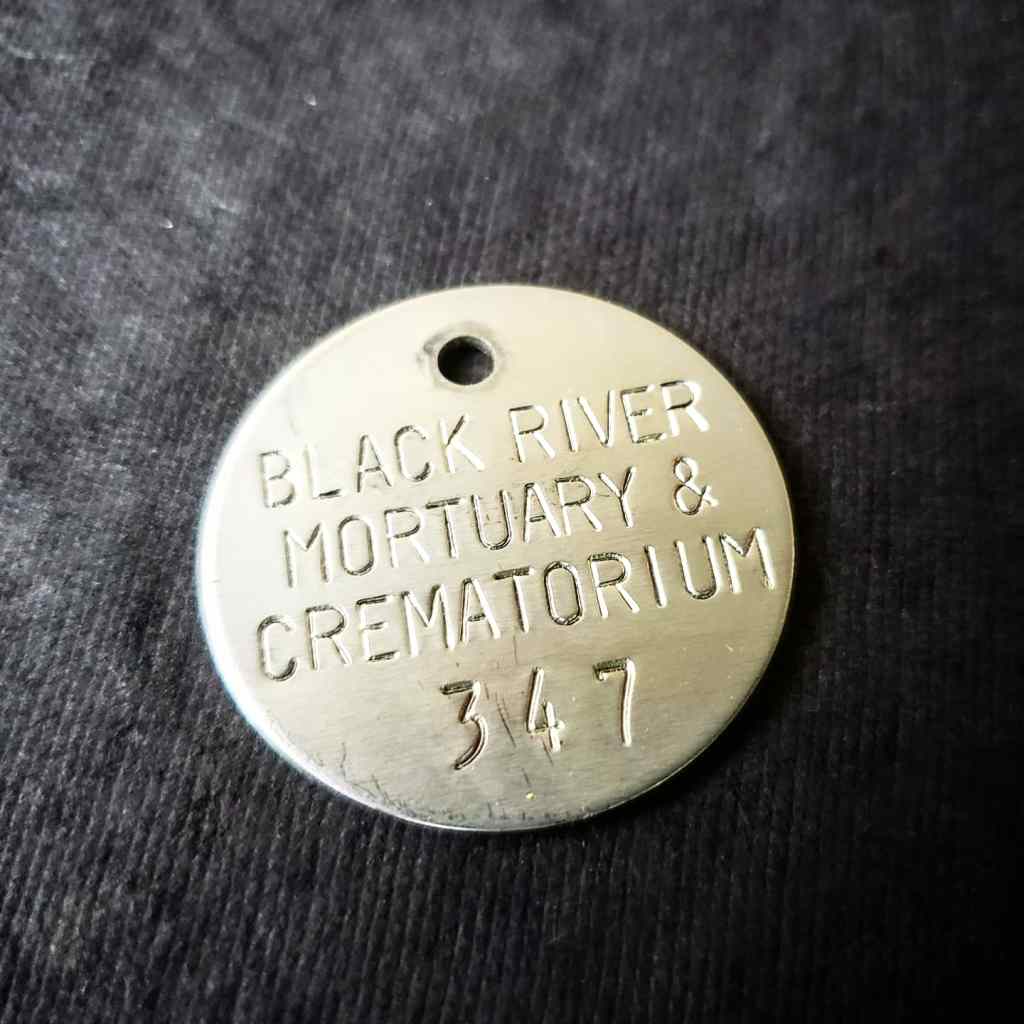 BLACK RIVER
MORTUARY &
CREMATORIUM
347